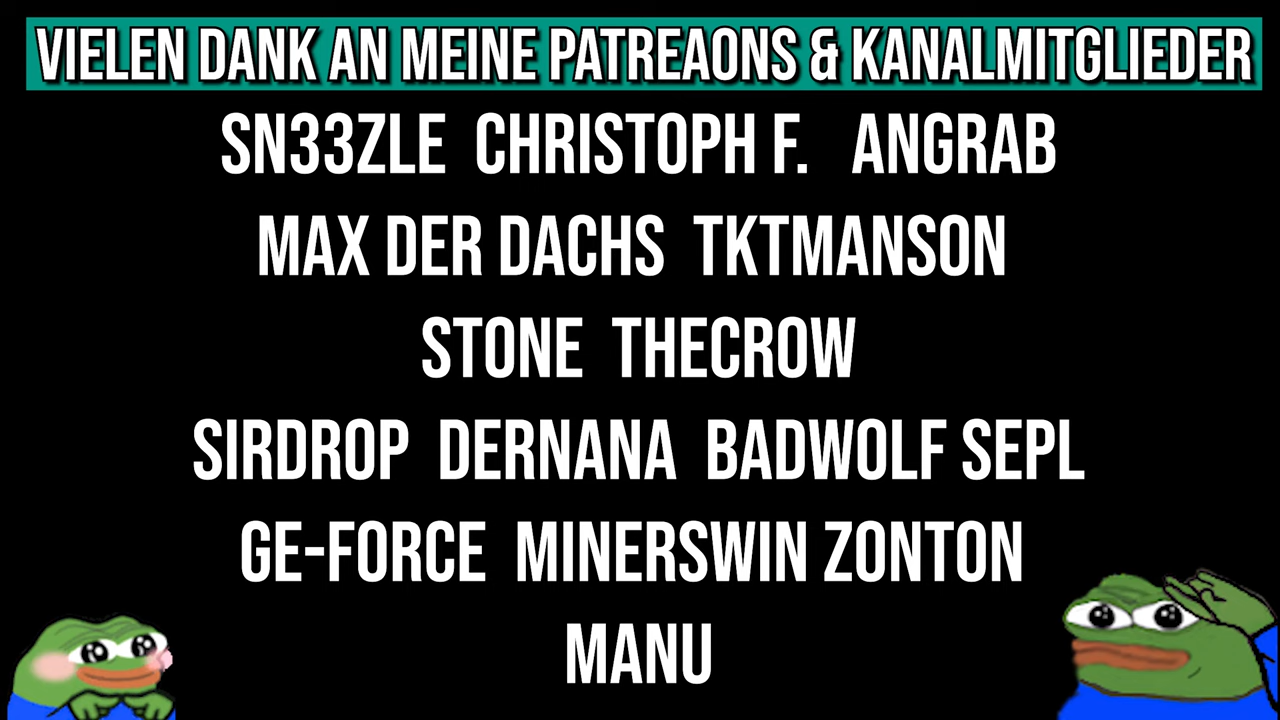 VIELEN DANK AN MEINE PATREAONS & KANALMITGLIEDER
SN33ZLE CHRISTOPH F. ANGRAB
MAX DER DACHS TKTMANSON
STONE THECROW
SIRDROP DERNANA BADWOLF SEPL
GE-FORCE MINERSWIN ZONTON
MANU